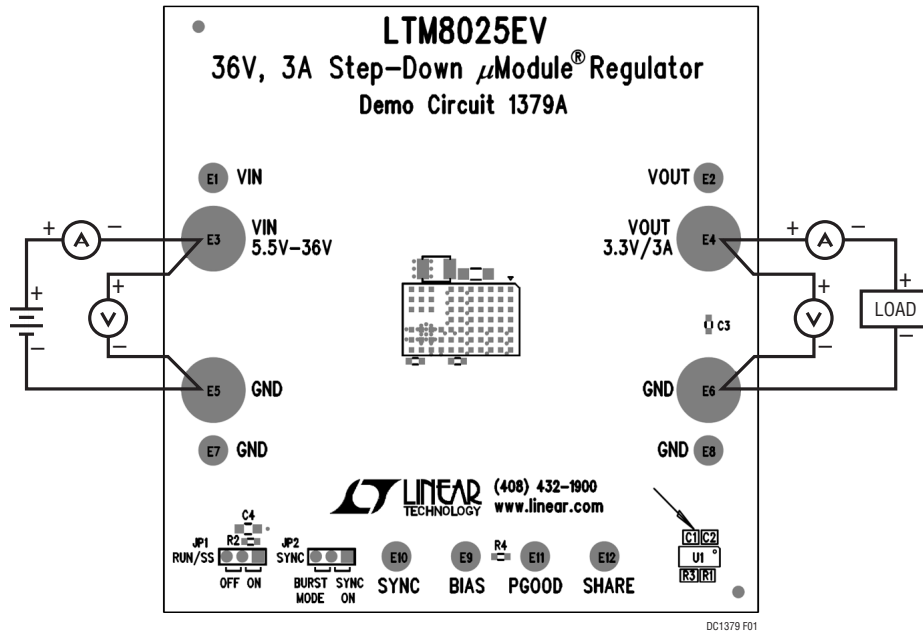 LTM8025EV
36V, 3A Step-Down μModule® Regulator
Demo Circuit 1379A
E1 VIN
VOUT E2
+ A −
E3
VIN
5.5V-36V
VOUT
3.3V/3A
E4
+ A −
+
+
V
−
−
+
V
−
+
LOAD
−
C3
E5 GND
GND E6
E7 GND
GND E8
LT LINEAR
TECHNOLOGY
(408) 432-1900
www.linear.com
C4
R2
JP1
RUN/SS
OFF ON
JP2
SYNC
BURST
MODE
SYNC
ON
E10
SYNC
E9
BIAS
R4
E11
PGOOD
E12
SHARE
C1 C2
U1
R3 R1
DC1379 F01